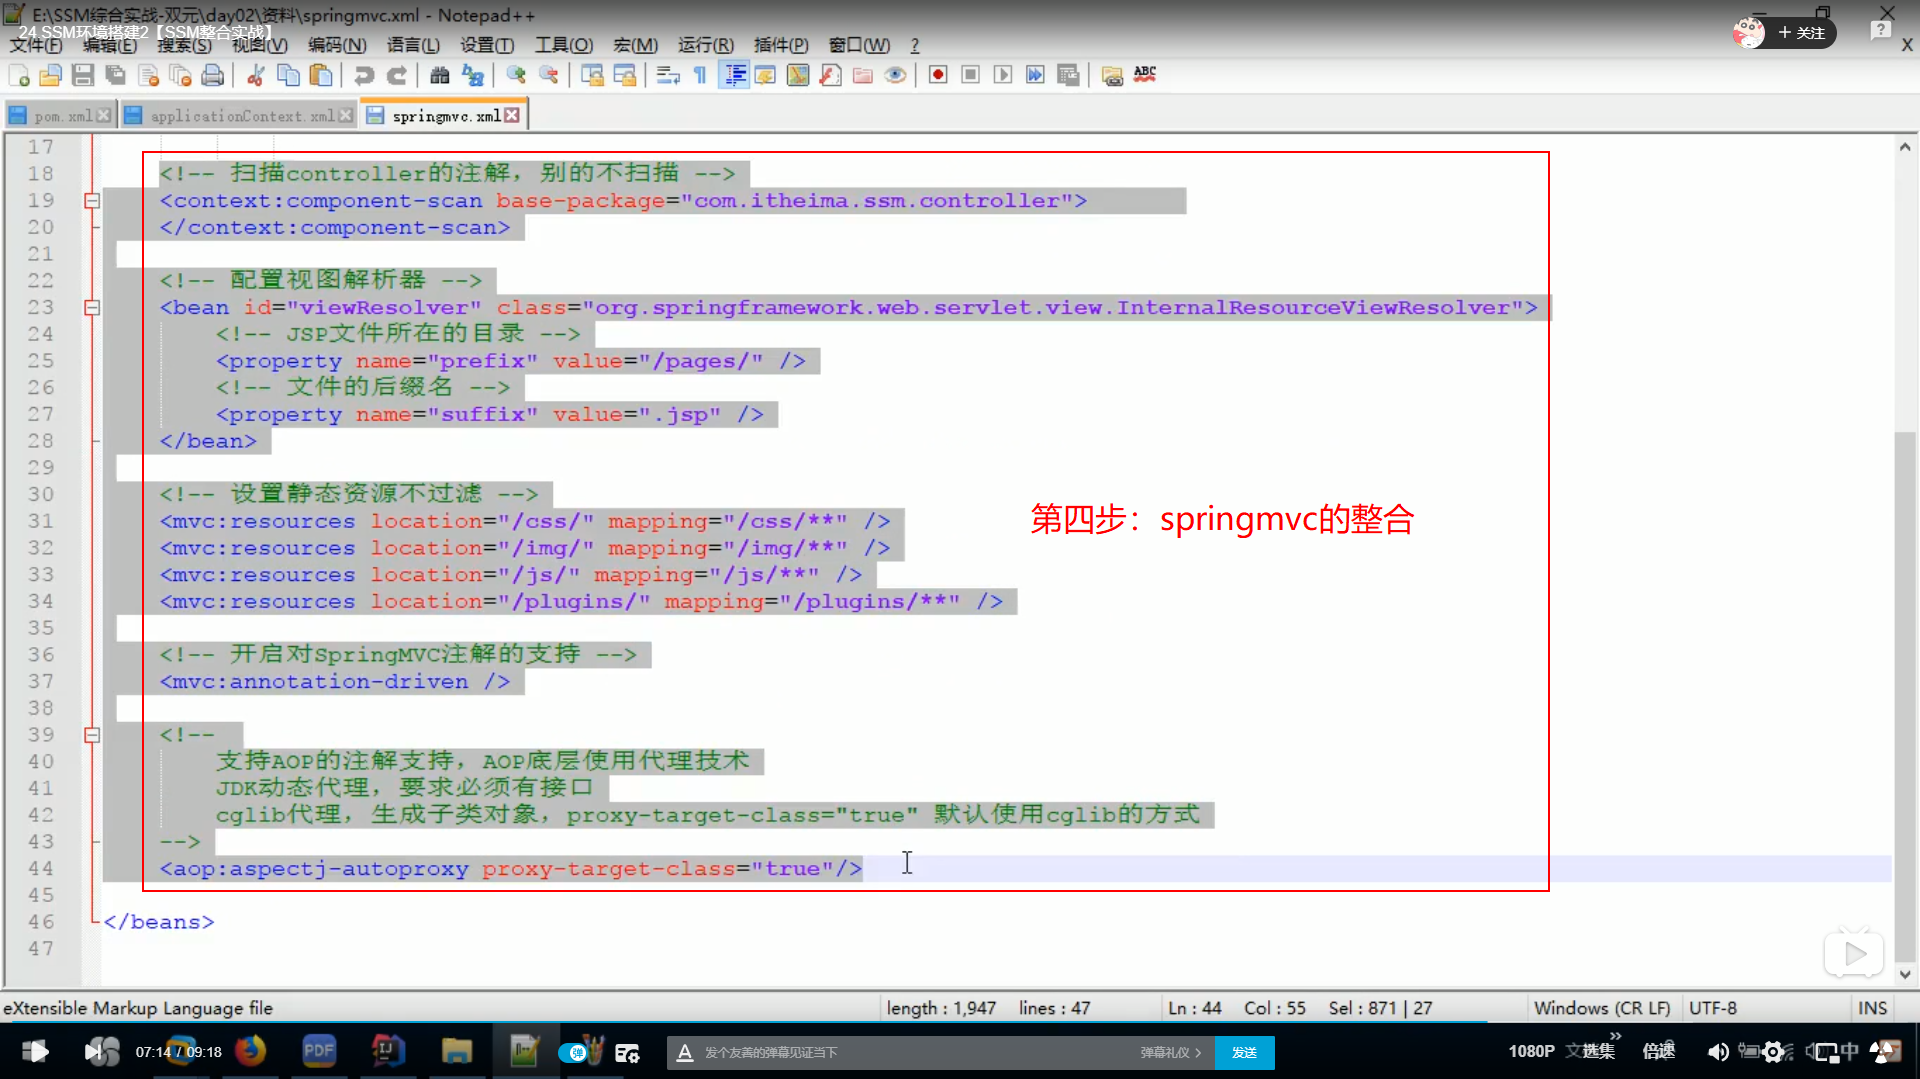 E:\SSM综合实战-双元\day02\资料\springmvc.xml - Notepad++
24.SSM环境搭建2【SSM整合实战】
+ 关注
文件(F) 编辑(E) 搜索(S) 视图(V) 编码(N) 语言(L) 设置(T) 工具(O) 宏(M) 运行(R) 插件(P) 窗口(W) ?
X
ABC
pom.xml applicationContext.xml springmvc.xml
17
18 <!-- 扫描controller的注解，别的不扫描 -->
19 <context:component-scan base-package="com.itheima.ssm.controller">
20 </context:component-scan>
21
22 <!-- 配置视图解析器 -->
23 <bean id="viewResolver" class="org.springframework.web.servlet.view.InternalResourceViewResolver">
24 <!-- JSP文件所在的目录 -->
25 <property name="prefix" value="/pages/" />
26 <!-- 文件的后缀名 -->
27 <property name="suffix" value=".jsp" />
28 </bean>
29
30 <!-- 设置静态资源不过滤 -->
31 <mvc:resources location="/css/" mapping="/css/**" />
第四步：springmvc的整合
32 <mvc:resources location="/img/" mapping="/img/**" />
33 <mvc:resources location="/js/" mapping="/js/**" />
34 <mvc:resources location="/plugins/" mapping="/plugins/**" />
35
36 <!-- 开启对SpringMVC注解的支持 -->
37 <mvc:annotation-driven />
38
39 <!--
40 支持AOP的注解支持，AOP底层使用代理技术
41 JDK动态代理，要求必须有接口
42 cglib代理，生成子类对象，proxy-target-class="true" 默认使用cglib的方式
43 -->
44 <aop:aspectj-autoproxy proxy-target-class="true"/>
45
46 </beans>
47
eXtensible Markup Language file length : 1,947 lines : 47 Ln : 44 Col : 55 Sel : 871 | 27 Windows (CR LF) UTF-8 INS
07:14 / 09:18 PDF IJ 弹 A 发个友善的弹幕见证当下 弹幕礼仪 > 发送 1080P 选集 倍速 中